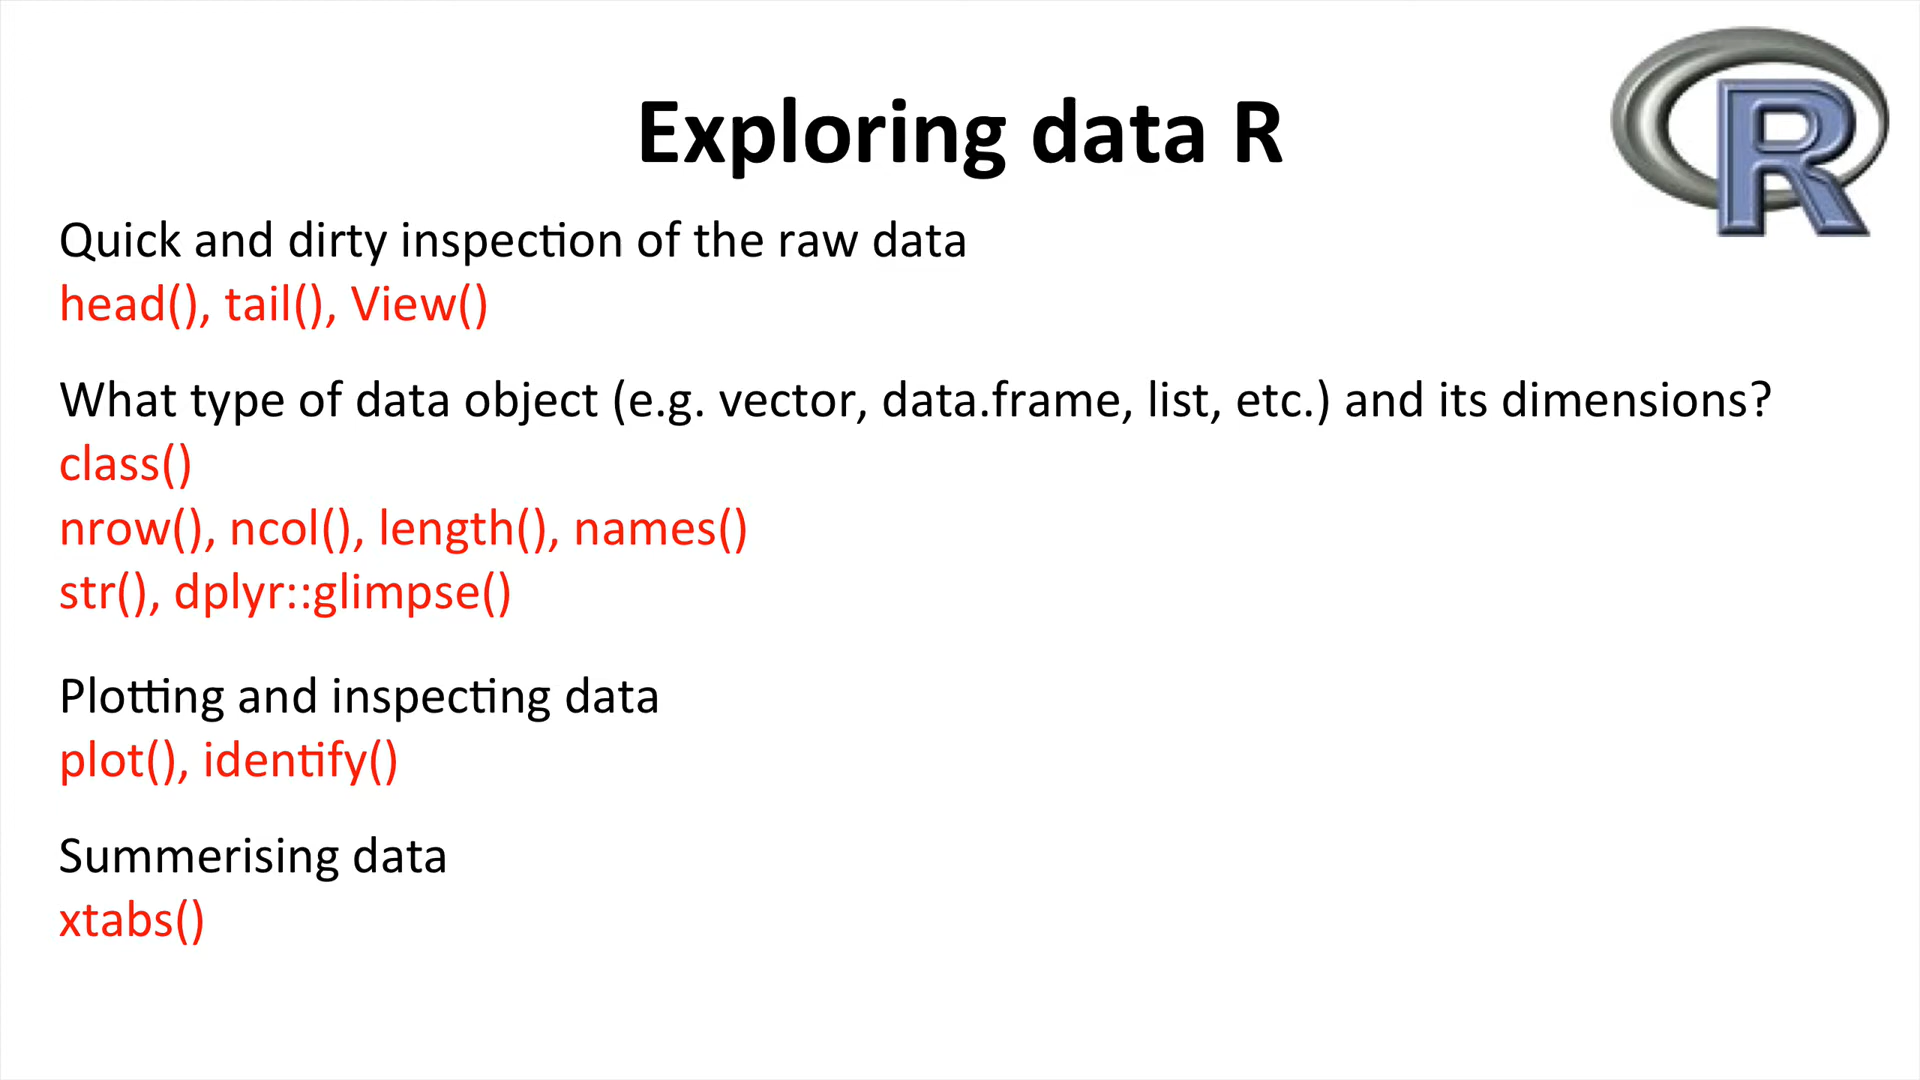 Exploring data R
R
Quick and dirty inspection of the raw data
head(), tail(), View()
What type of data object (e.g. vector, data.frame, list, etc.) and its dimensions?
class()
nrow(), ncol(), length(), names()
str(), dplyr::glimpse()
Plotting and inspecting data
plot(), identify()
Summerising data
xtabs()